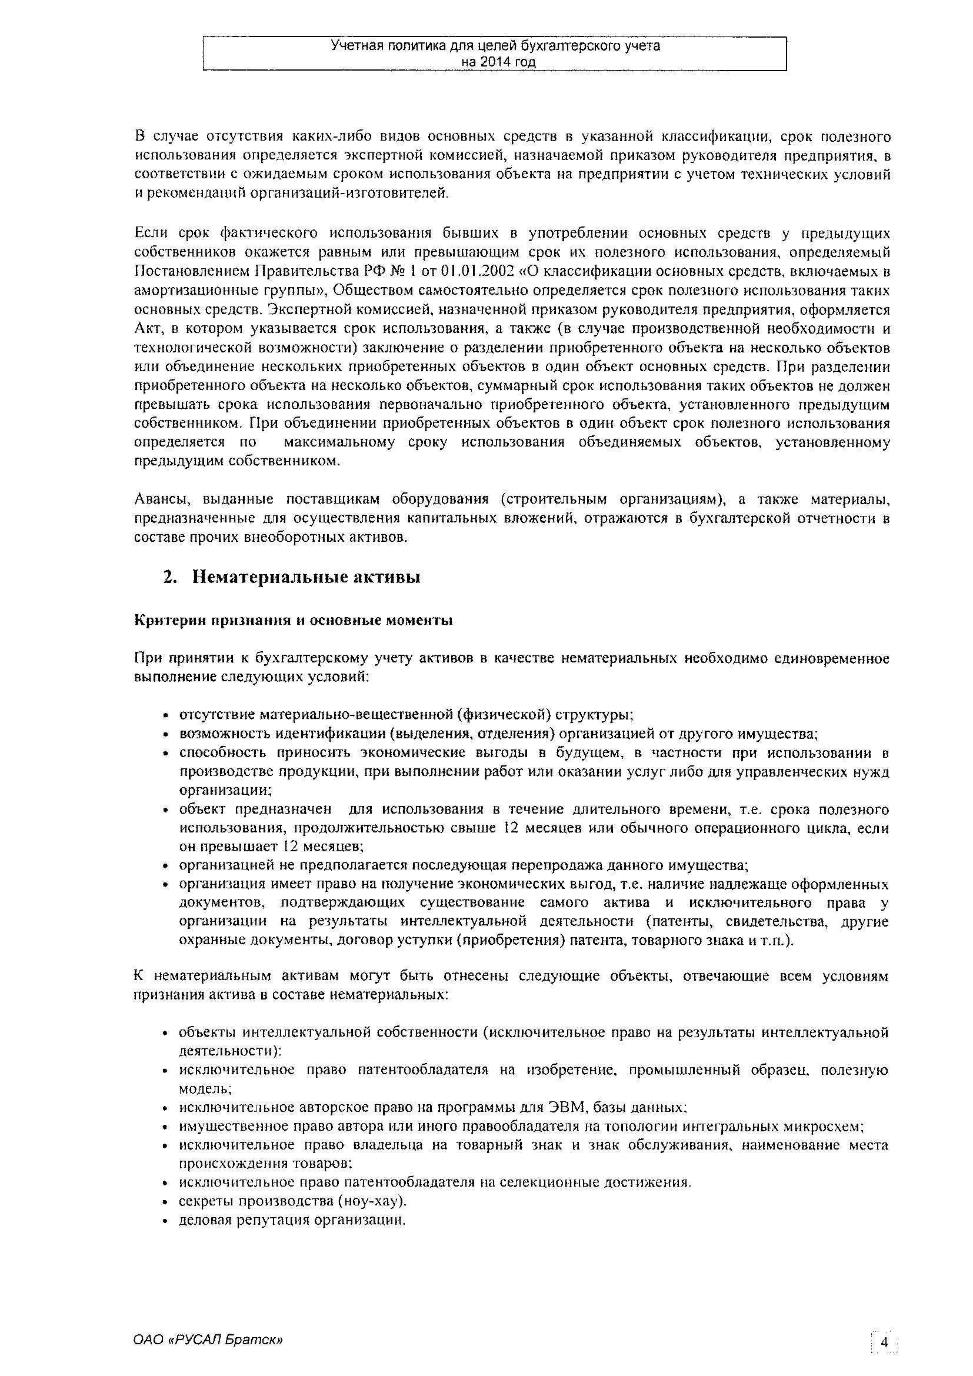 Учетная политика для целей бухгалтерского учета
на 2014 год
В случае отсутствия каких-либо видов основных средств в указанной классификации, срок полезного
использования определяется экспертной комиссией, назначаемой приказом руководителя предприятия, в
соответствии с ожидаемым сроком использования объекта на предприятии с учетом технических условий
и рекомендаций организаций-изготовителей.
Если срок фактического использования бывших в употреблении основных средств у предыдущих
собственников окажется равным или превышающим срок их полезного использования, определяемый
Постановлением Правительства РФ № 1 от 01.01.2002 «О классификации основных средств, включаемых в
амортизационные группы», Обществом самостоятельно определяется срок полезного использования таких
основных средств. Экспертной комиссией, назначенной приказом руководителя предприятия, оформляется
Акт, в котором указывается срок использования, а также (в случае производственной необходимости и
технологической возможности) заключение о разделении приобретенного объекта на несколько объектов
или объединение нескольких приобретенных объектов в один объект основных средств. При разделении
приобретенного объекта на несколько объектов, суммарный срок использования таких объектов не должен
превышать срока использования первоначально приобретенного объекта, установленного предыдущим
собственником. При объединении приобретенных объектов в один объект срок полезного использования
определяется по максимальному сроку использования объединяемых объектов, установленному
предыдущим собственником.
Авансы, выданные поставщикам оборудования (строительным организациям), а также материалы,
предназначенные для осуществления капитальных вложений, отражаются в бухгалтерской отчетности в
составе прочих внеоборотных активов.
2. Нематериальные активы
Критерии признания и основные моменты
При принятии к бухгалтерскому учету активов в качестве нематериальных необходимо единовременное
выполнение следующих условий:
• отсутствие материально-вещественной (физической) структуры;
• возможность идентификации (выделения, отделения) организацией от другого имущества;
• способность приносить экономические выгоды в будущем, в частности при использовании в
производстве продукции, при выполнении работ или оказании услуг либо для управленческих нужд
организации;
• объект предназначен для использования в течение длительного времени, т.е. срока полезного
использования, продолжительностью свыше 12 месяцев или обычного операционного цикла, если
он превышает 12 месяцев;
• организацией не предполагается последующая перепродажа данного имущества;
• организация имеет право на получение экономических выгод, т.е. наличие надлежаще оформленных
документов, подтверждающих существование самого актива и исключительного права у
организации на результаты интеллектуальной деятельности (патенты, свидетельства, другие
охранные документы, договор уступки (приобретения) патента, товарного знака и т.п.).
К нематериальным активам могут быть отнесены следующие объекты, отвечающие всем условиям
признания актива в составе нематериальных:
• объекты интеллектуальной собственности (исключительное право на результаты интеллектуальной
деятельности):
• исключительное право патентообладателя на изобретение, промышленный образец, полезную
модель;
• исключительное авторское право на программы для ЭВМ, базы данных;
• имущественное право автора или иного правообладателя на топологии интегральных микросхем;
• исключительное право владельца на товарный знак и знак обслуживания, наименование места
происхождения товаров;
• исключительное право патентообладателя на селекционные достижения.
• секреты производства (ноу-хау).
• деловая репутация организации.
ОАО «РУСАЛ Братск»
4